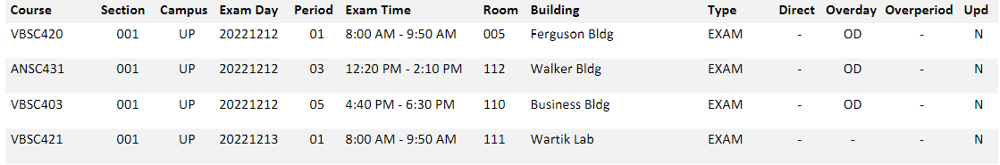 Course Section Campus Exam Day Period Exam Time Room Building Type Direct Overday Overperiod Upd
VBSC420 001 UP 20221212 01 8:00 AM - 9:50 AM 005 Ferguson Bldg EXAM - OD - N
ANSC431 001 UP 20221212 03 12:20 PM - 2:10 PM 112 Walker Bldg EXAM - OD - N
VBSC403 001 UP 20221212 05 4:40 PM - 6:30 PM 110 Business Bldg EXAM - OD - N
VBSC421 001 UP 20221213 01 8:00 AM - 9:50 AM 111 Wartik Lab EXAM - - - N